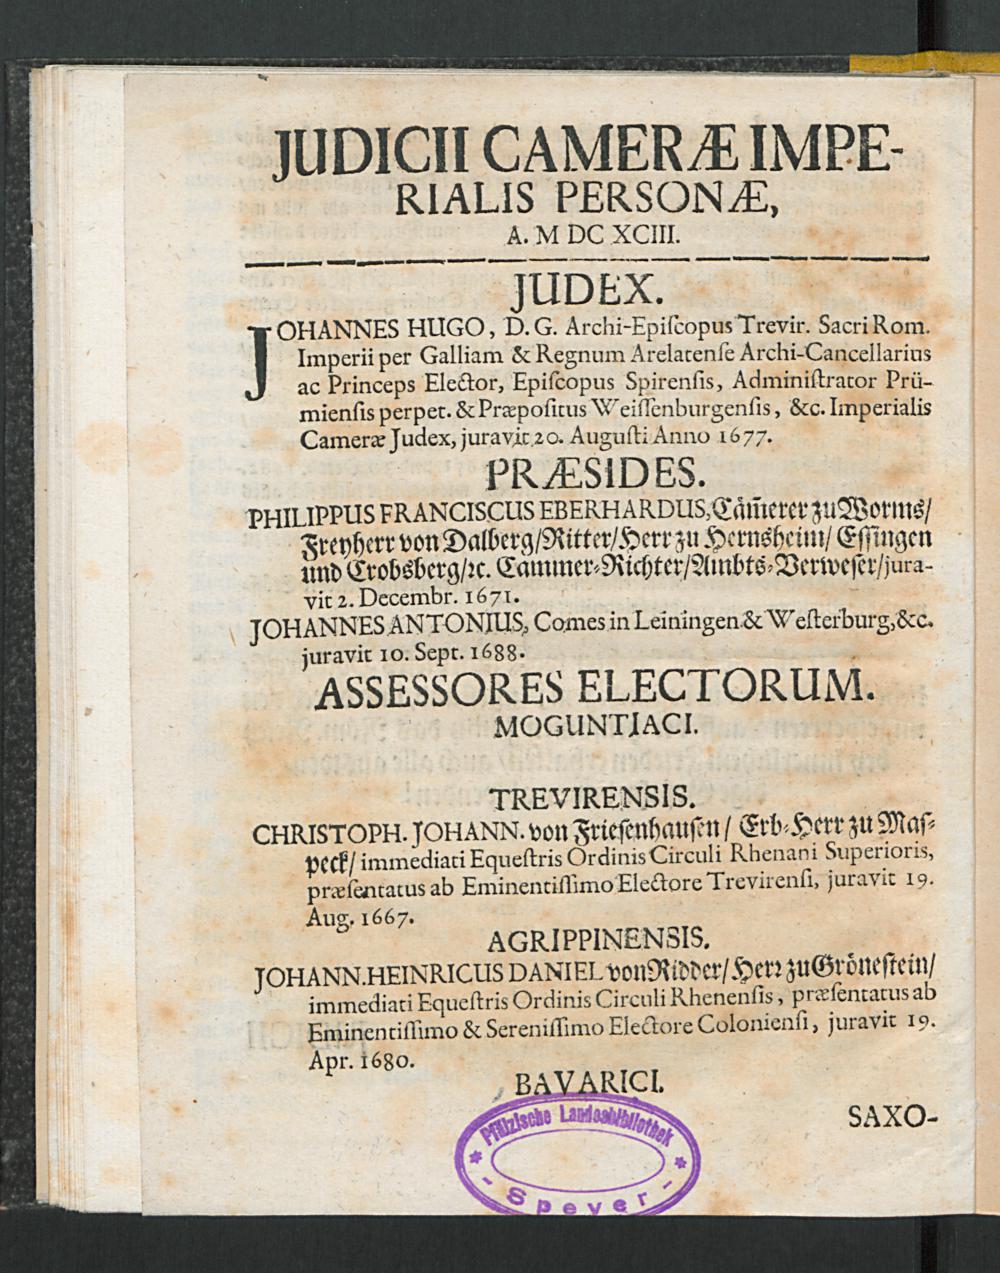 JUDICII CAMERÆ IMPE-
RIALIS PERSONÆ,
A. M DC XCIII.
JUDEX.
JOHANNES HUGO, D. G. Archi-Epiſcopus Trevir. Sacri Rom.
Imperii per Galliam & Regnum Arelatenſe Archi-Cancellarius
ac Princeps Elector, Epiſcopus Spirenſis, Adminiſtrator Prü-
mienſis perpet. & Præpoſitus Weiſſenburgenſis, &c. Imperialis
Cameræ Judex, juravit 20. Auguſti Anno 1677.
PRÆSIDES.
PHILIPPUS FRANCISCUS EBERHARDUS, Cäm̃erer zu Worms/
Freyherr von Dalberg/Ritter/Herr zu Hernsheim/ Eſſingen
und Crobsberg/ꝛc. Cammer-Richter/Ambts-Verweſer/jura-
vit 2. Decembr. 1671.
JOHANNES ANTONIUS, Comes in Leiningen & Weſterburg, &c.
juravit 10. Sept. 1688.
ASSESSORES ELECTORUM.
MOGUNTIACI.
TREVIRENSIS.
CHRISTOPH. JOHANN. von Frieſenhauſen / Erb-Herr zu Maſ-
peck/ immediati Equeſtris Ordinis Circuli Rhenani Superioris,
præſentatus ab Eminentiſſimo Electore Trevirenſi, juravit 19.
Aug. 1667.
AGRIPPINENSIS.
JOHANN. HEINRICUS DANIEL von Ridder/ Herꝛ zu Gröneſtein/
immediati Equeſtris Ordinis Circuli Rhenenſis, præſentatus ab
Eminentiſſimo & Sereniſſimo Electore Colonienſi, juravit 19.
Apr. 1680.
BAVARICI.
SAXO-
Pfälzische Landesbibliothek
- Speyer -